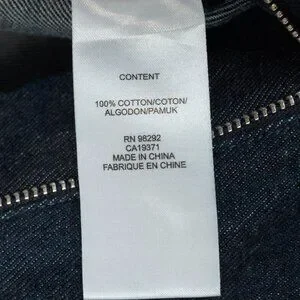 CONTENT
100% COTTON/COTON/
ALGODON/PAMUK
RN 98292
CA19371
MADE IN CHINA
FABRIQUE EN CHINE